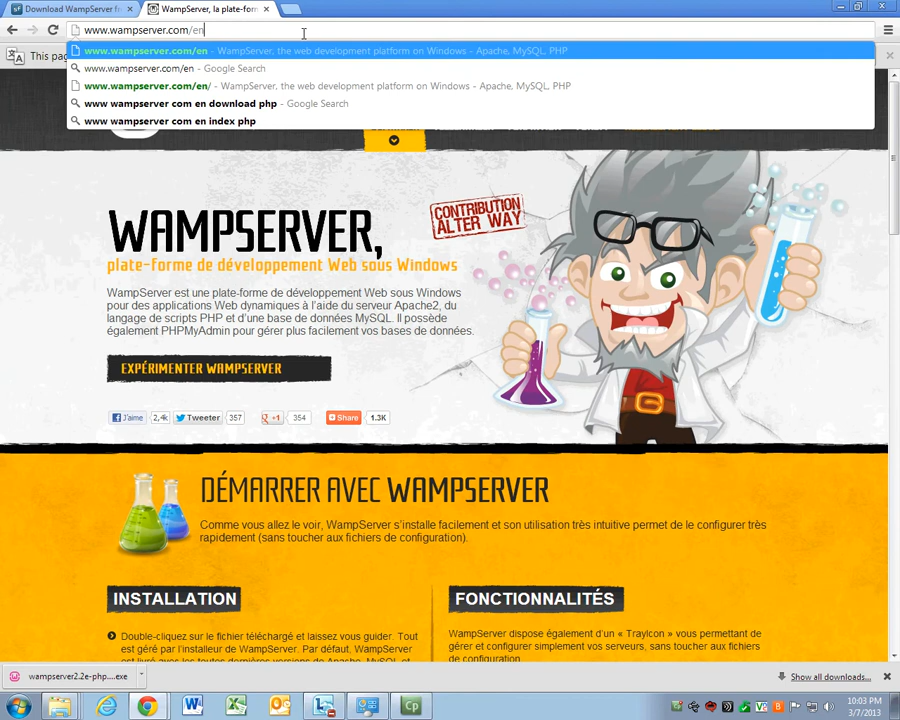 Download WampServer fr
WampServer, la plate-form
www.wampserver.com/en
This pag
www.wampserver.com/en - WampServer, the web development platform on Windows - Apache, MySQL, PHP
www.wampserver.com/en - Google Search
www.wampserver.com/en/ - WampServer, the web development platform on Windows - Apache, MySQL, PHP
www wampserver com en download php - Google Search
www wampserver com en index php
CONTRIBUTION
ALTER WAY
WAMPSERVER,
plate-forme de développement Web sous Windows
WampServer est une plate-forme de développement Web sous Windows
pour des applications Web dynamiques à l'aide du serveur Apache2, du
langage de scripts PHP et d'une base de données MySQL. Il possède
également PHPMyAdmin pour gérer plus facilement vos bases de données.
EXPÉRIMENTER WAMPSERVER
J'aime 2,4k Tweeter 357 +1 354 Share 1.3K
DÉMARRER AVEC WAMPSERVER
Comme vous allez le voir, WampServer s'installe facilement et son utilisation très intuitive permet de le configurer très
rapidement (sans toucher aux fichiers de configuration).
INSTALLATION
Double-cliquez sur le fichier téléchargé et laissez vous guider. Tout
est géré par l'installeur de WampServer. Par défaut, WampServer
est livré avec les toutes dernières versions de Apache, MySQL et
FONCTIONNALITÉS
WampServer dispose également d'un « TrayIcon » vous permettant de
gérer et configurer simplement vos serveurs, sans toucher aux fichiers
de configuration.
wampserver2.2e-php....exe
Show all downloads...
10:03 PM
3/7/2013